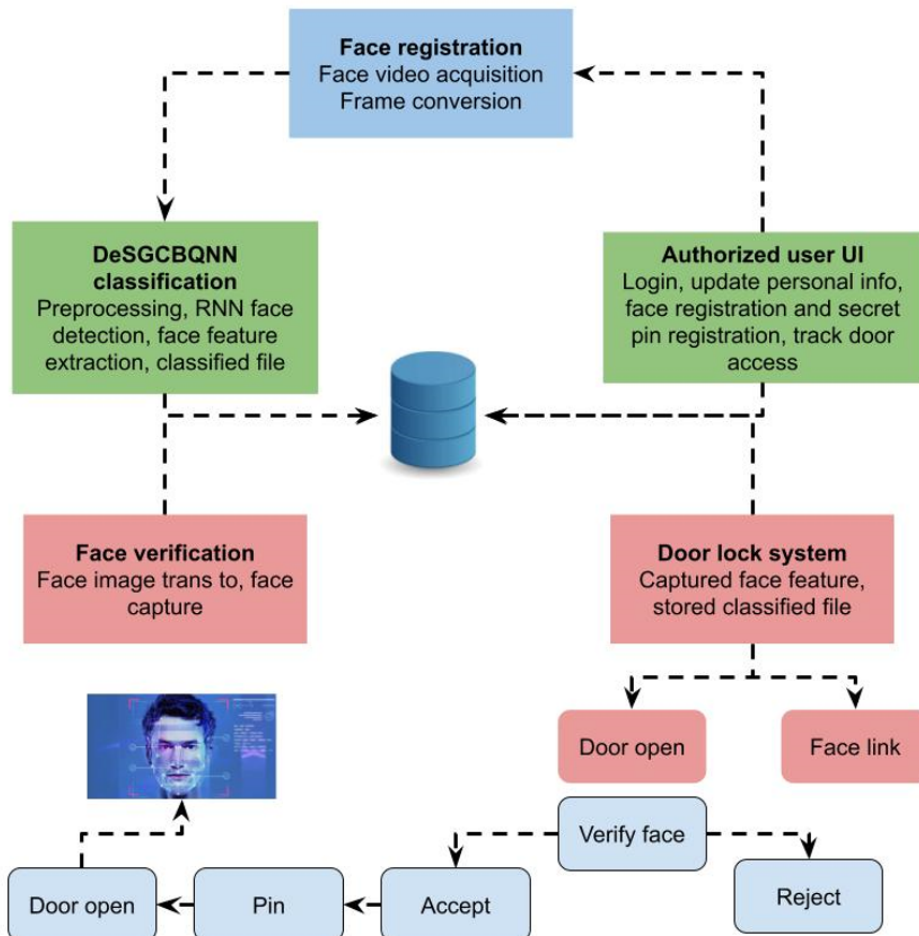 Face registration
Face video acquisition
Frame conversion
DeSGCBQNN
classification
Preprocessing, RNN face
detection, face feature
extraction, classified file
Authorized user UI
Login, update personal info,
face registration and secret
pin registration, track door
access
Face verification
Face image trans to, face
capture
Door lock system
Captured face feature,
stored classified file
Door open
Face link
Verify face
Door open
Pin
Accept
Reject